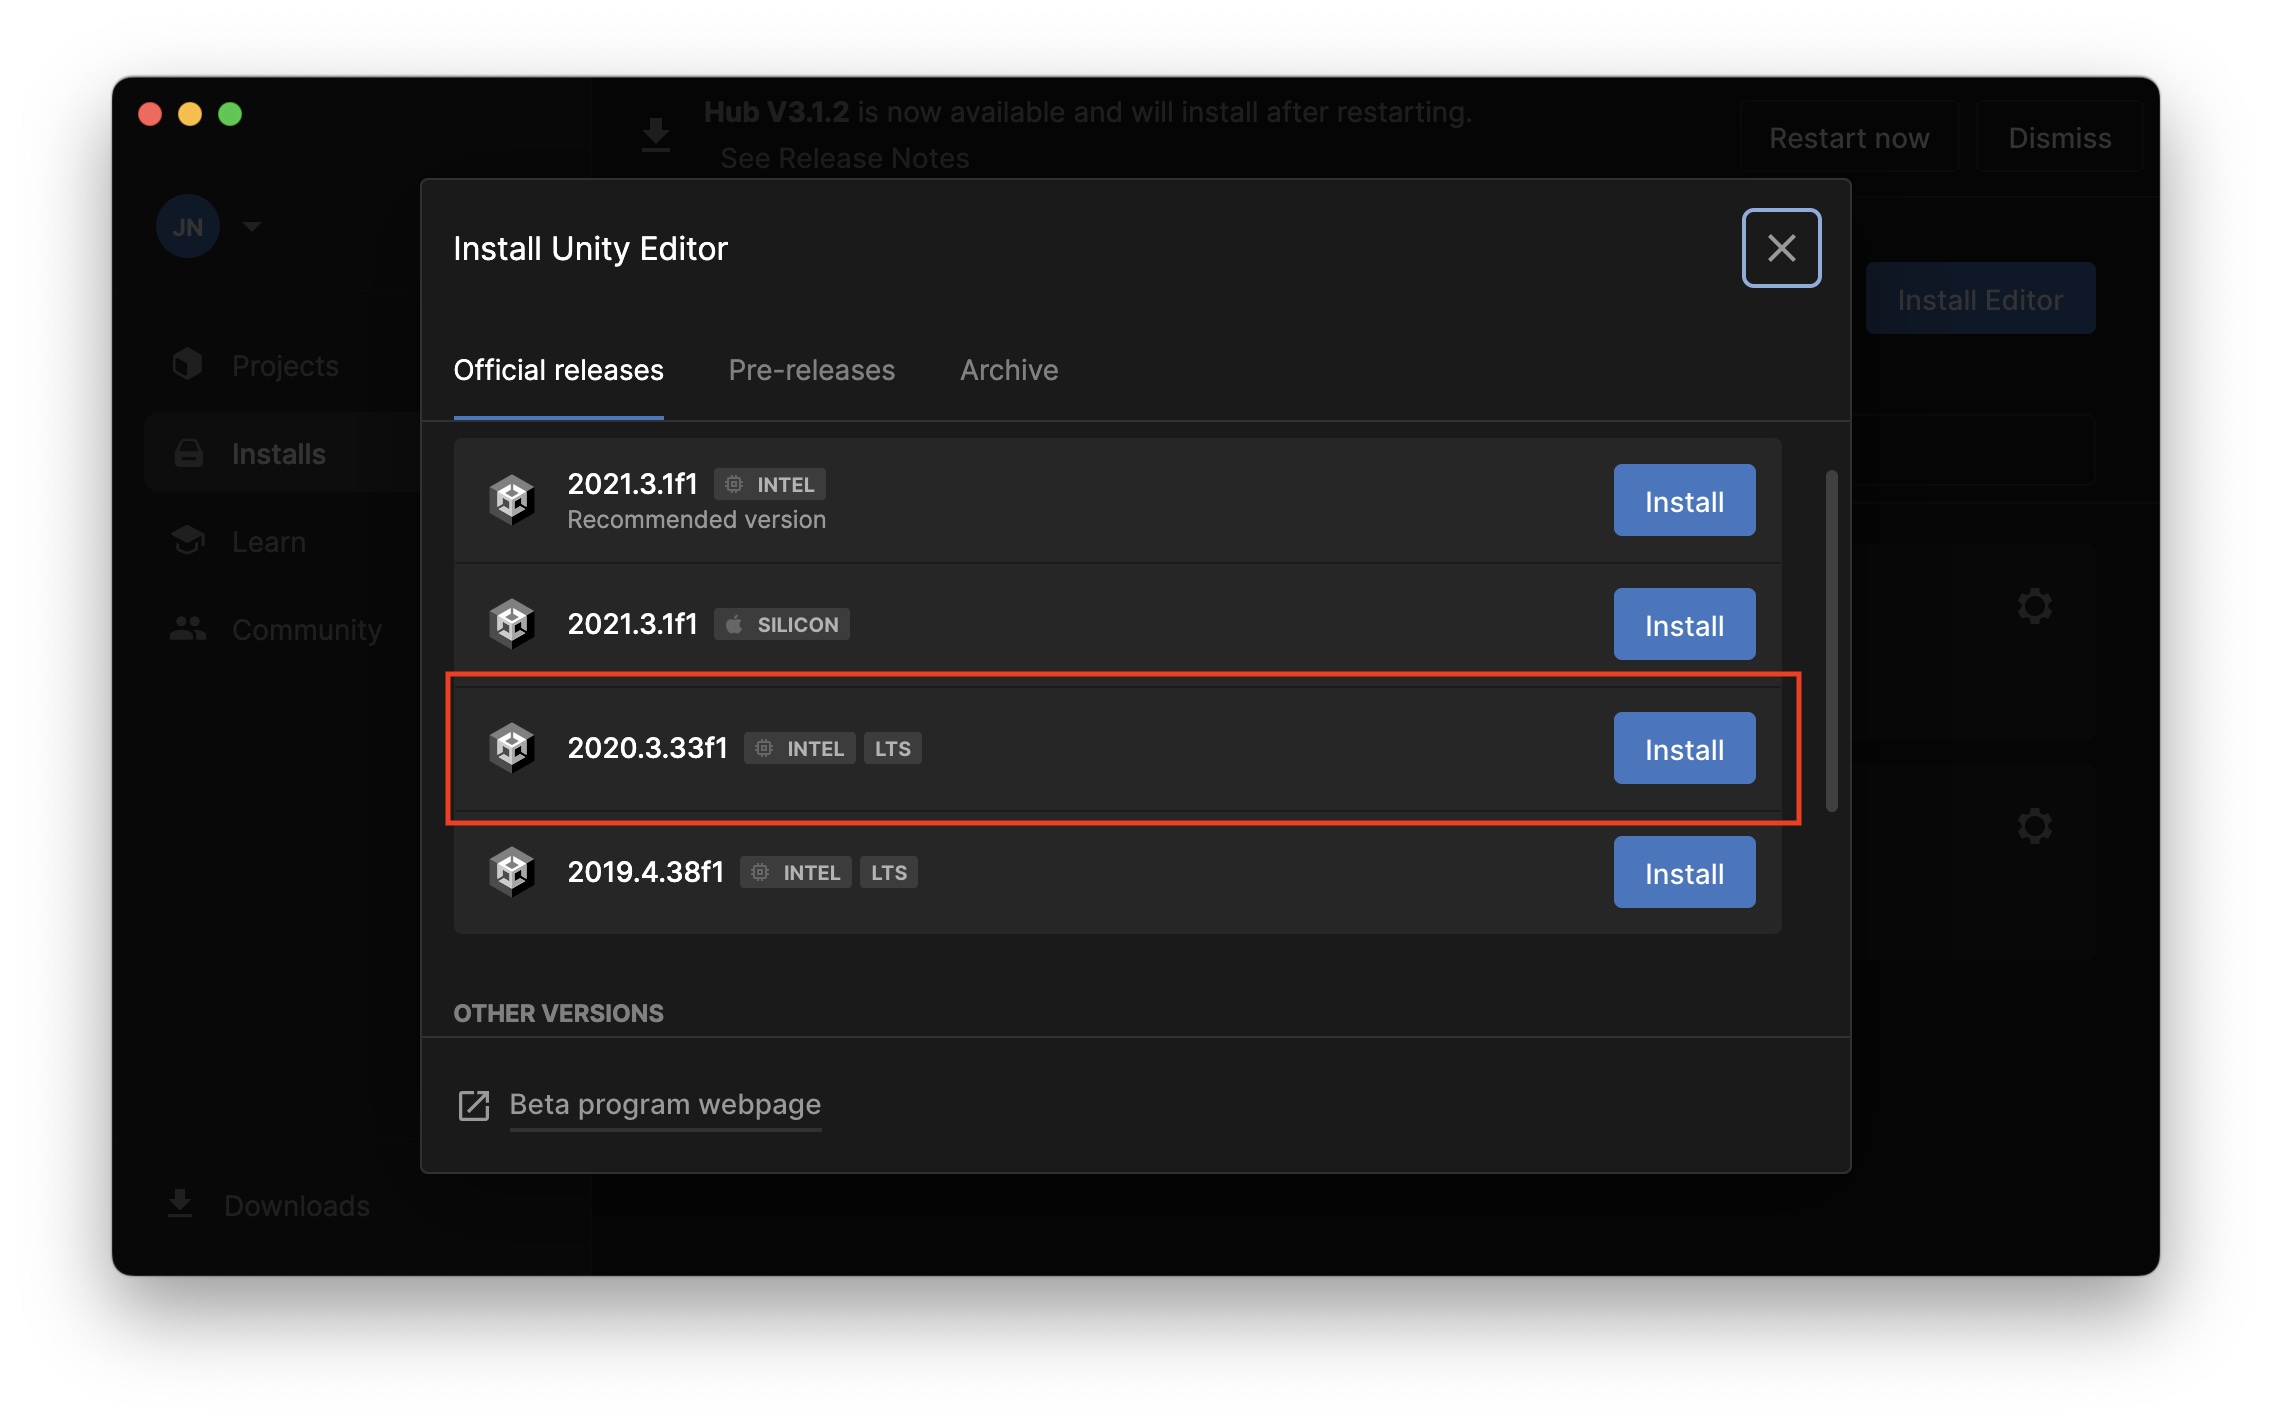 Hub V3.1.2 is now available and will install after restarting.
See Release Notes
Restart now
Dismiss
JN
Install Unity Editor
Install Editor
Projects
Installs
Learn
Community
Downloads
Official releases
Pre-releases
Archive
2021.3.1f1 INTEL
Recommended version
Install
2021.3.1f1 SILICON
Install
2020.3.33f1 INTEL LTS
Install
2019.4.38f1 INTEL LTS
Install
OTHER VERSIONS
Beta program webpage